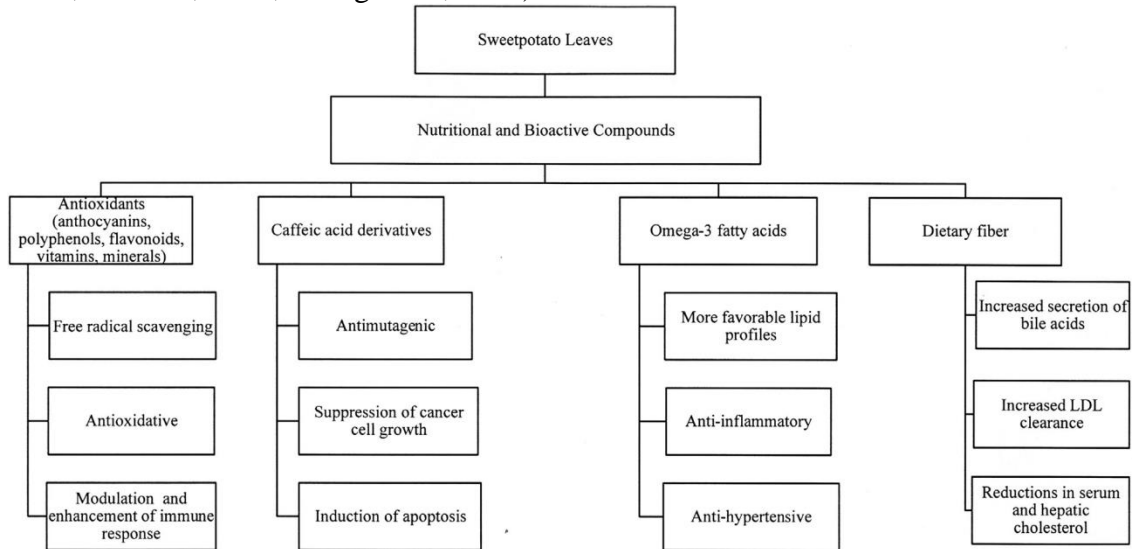 Sweetpotato Leaves
Nutritional and Bioactive Compounds
Antioxidants
(anthocyanins,
polyphenols, flavonoids,
vitamins, minerals)
Free radical scavenging
Antioxidative
Modulation and
enhancement of immune
response
Caffeic acid derivatives
Antimutagenic
Suppression of cancer
cell growth
Induction of apoptosis
Omega-3 fatty acids
More favorable lipid
profiles
Anti-inflammatory
Anti-hypertensive
Dietary fiber
Increased secretion of
bile acids
Increased LDL
clearance
Reductions in serum
and hepatic
cholesterol